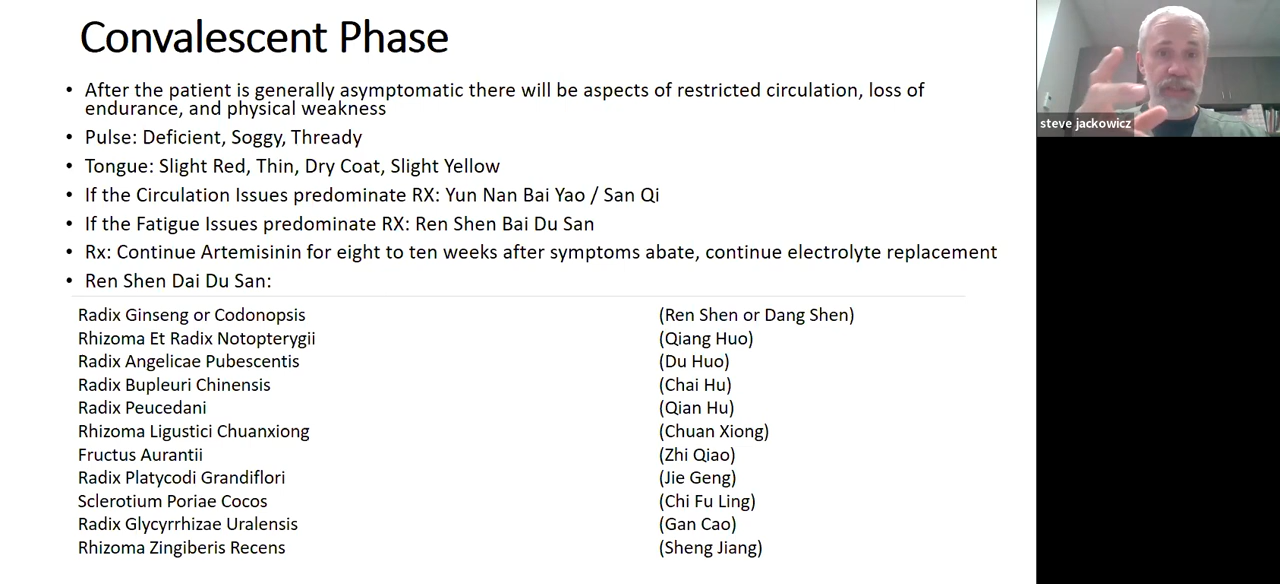 Convalescent Phase
• After the patient is generally asymptomatic there will be aspects of restricted circulation, loss of
endurance, and physical weakness
• Pulse: Deficient, Soggy, Thready
• Tongue: Slight Red, Thin, Dry Coat, Slight Yellow
• If the Circulation Issues predominate RX: Yun Nan Bai Yao / San Qi
• If the Fatigue Issues predominate RX: Ren Shen Bai Du San
• Rx: Continue Artemisinin for eight to ten weeks after symptoms abate, continue electrolyte replacement
• Ren Shen Dai Du San:
Radix Ginseng or Codonopsis (Ren Shen or Dang Shen)
Rhizoma Et Radix Notopterygii (Qiang Huo)
Radix Angelicae Pubescentis (Du Huo)
Radix Bupleuri Chinensis (Chai Hu)
Radix Peucedani (Qian Hu)
Rhizoma Ligustici Chuanxiong (Chuan Xiong)
Fructus Aurantii (Zhi Qiao)
Radix Platycodi Grandiflori (Jie Geng)
Sclerotium Poriae Cocos (Chi Fu Ling)
Radix Glycyrrhizae Uralensis (Gan Cao)
Rhizoma Zingiberis Recens (Sheng Jiang)
steve jackowicz